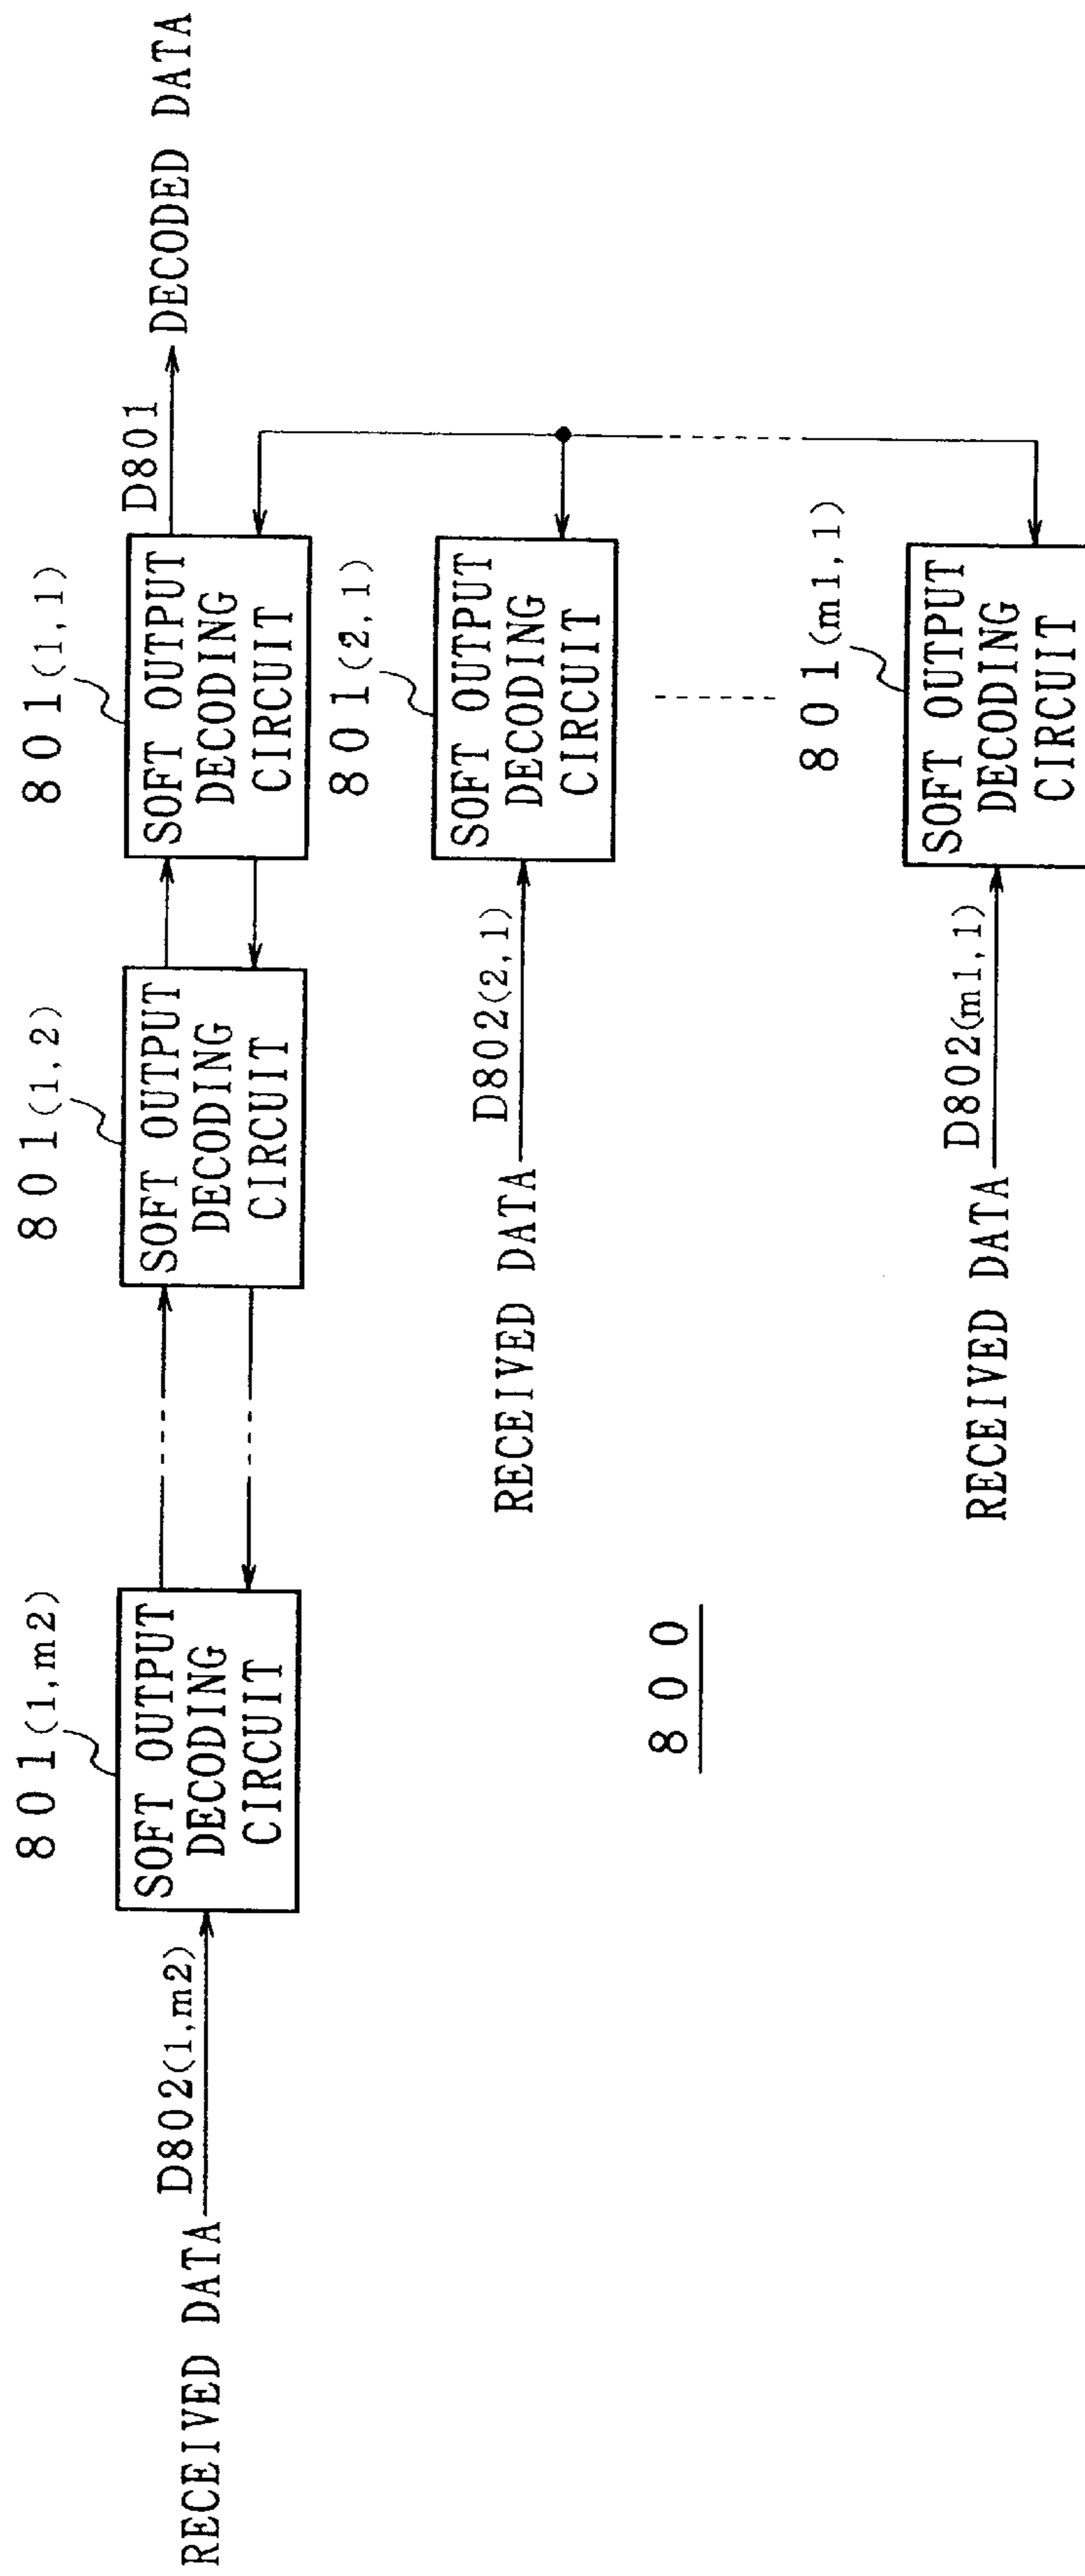 801(1,m2)
801(1,2)
801(1,1)
D801
DECODED DATA
RECEIVED DATA
D802(1,m2)
SOFT OUTPUT
DECODING
CIRCUIT
SOFT OUTPUT
DECODING
CIRCUIT
SOFT OUTPUT
DECODING
CIRCUIT
801(2,1)
RECEIVED DATA
D802(2,1)
SOFT OUTPUT
DECODING
CIRCUIT
800
801(m1,1)
RECEIVED DATA
D802(m1,1)
SOFT OUTPUT
DECODING
CIRCUIT